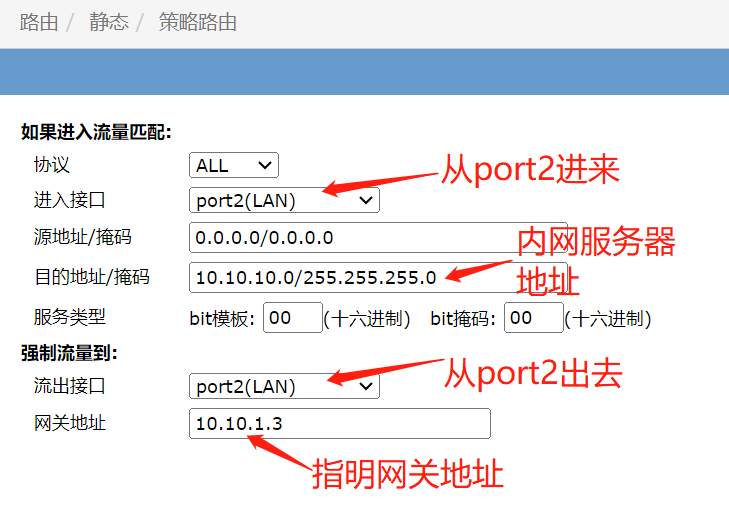 路由/ 静态/ 策略路由
如果进入流量匹配:
协议 ALL
从port2进来
进入接口 port2(LAN)
源地址/掩码 0.0.0.0/0.0.0.0
内网服务器
目的地址/掩码 10.10.10.0/255.255.255.0
地址
服务类型 bit模板: 00 (十六进制) bit掩码: 00 (十六进制)
强制流量到:
流出接口 port2(LAN) 从port2出去
网关地址 10.10.1.3
指明网关地址